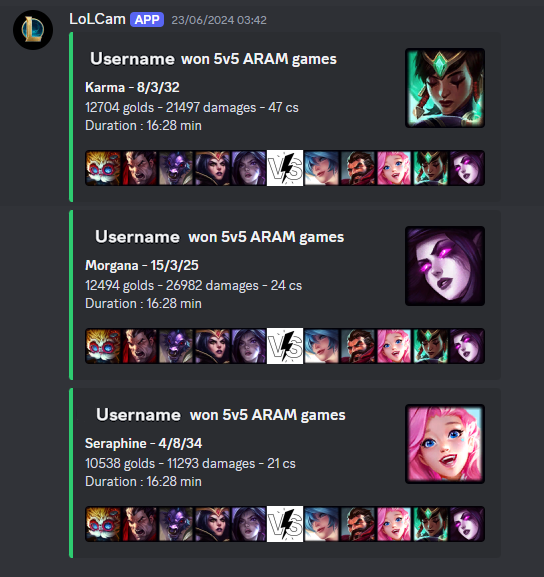 LoLCam APP 23/06/2024 03:42
Username won 5v5 ARAM games
Karma - 8/3/32
12704 golds - 21497 damages - 47 cs
Duration : 16:28 min
VS
Username won 5v5 ARAM games
Morgana - 15/3/25
12494 golds - 26982 damages - 24 cs
Duration : 16:28 min
VS
Username won 5v5 ARAM games
Seraphine - 4/8/34
10538 golds - 11293 damages - 21 cs
Duration : 16:28 min
VS